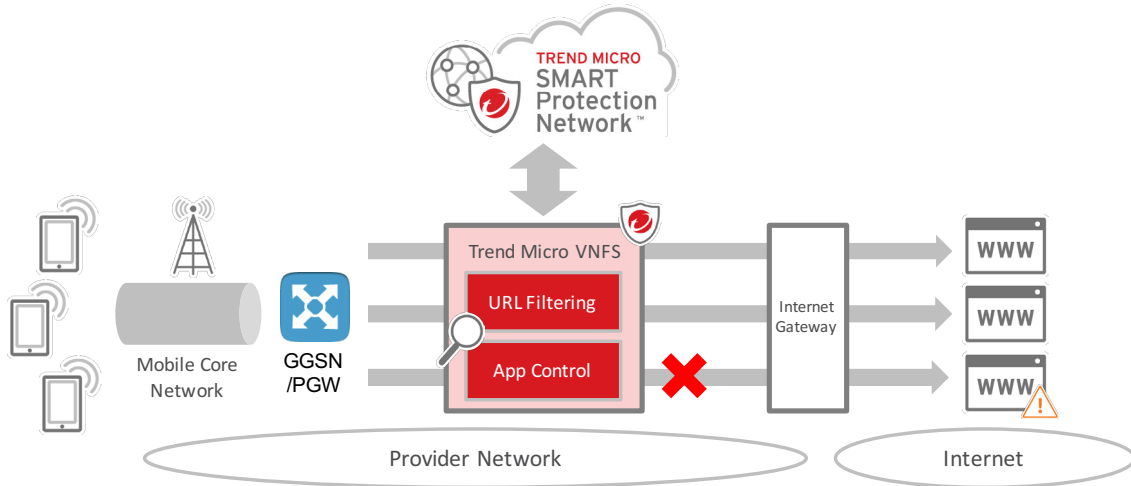 TREND MICRO
SMART
Protection
Network™
Trend Micro VNFS
URL Filtering
App Control
Mobile Core
Network
GGSN
/PGW
Internet
Gateway
WWW
WWW
WWW
!
Provider Network
Internet